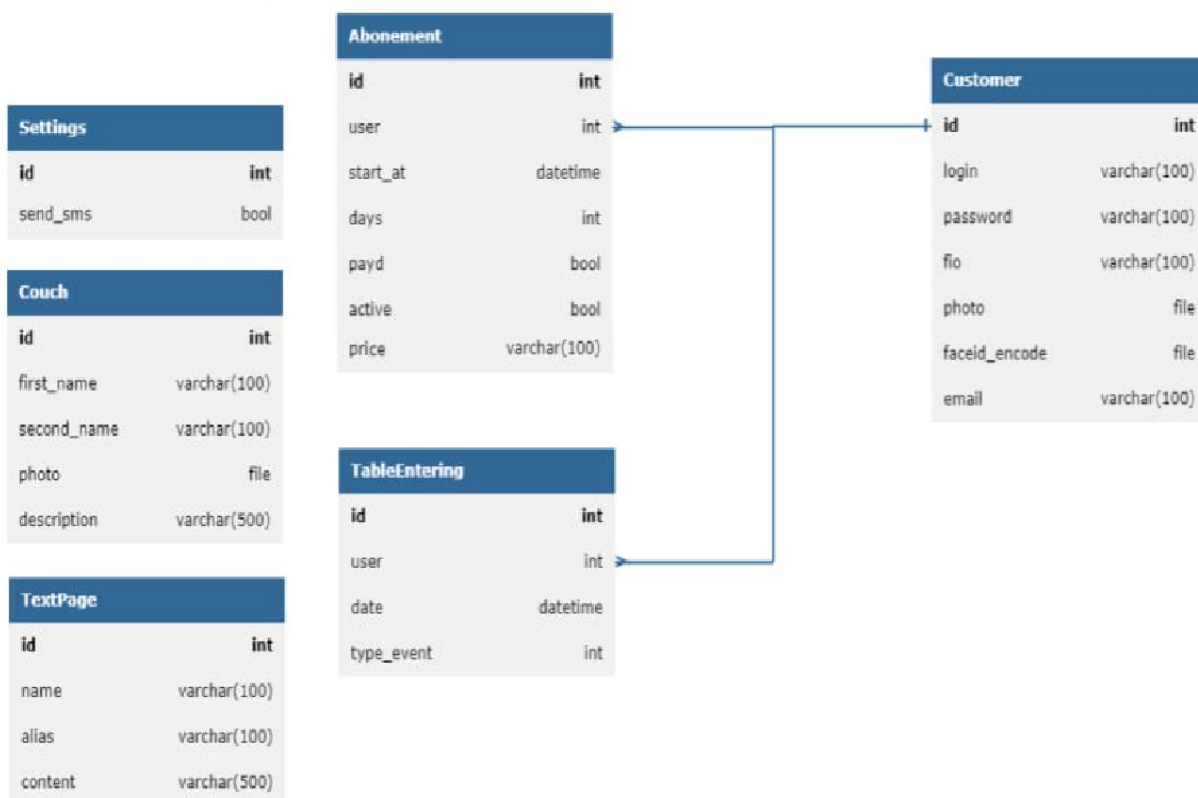 Settings
id int
send_sms bool
Couch
id int
first_name varchar(100)
second_name varchar(100)
photo file
description varchar(500)
TextPage
id int
name varchar(100)
alias varchar(100)
content varchar(500)
Abonement
id int
user int
start_at datetime
days int
payd bool
active bool
price varchar(100)
TableEntering
id int
user int
date datetime
type_event int
Customer
id int
login varchar(100)
password varchar(100)
fio varchar(100)
photo file
faceid_encode file
email varchar(100)